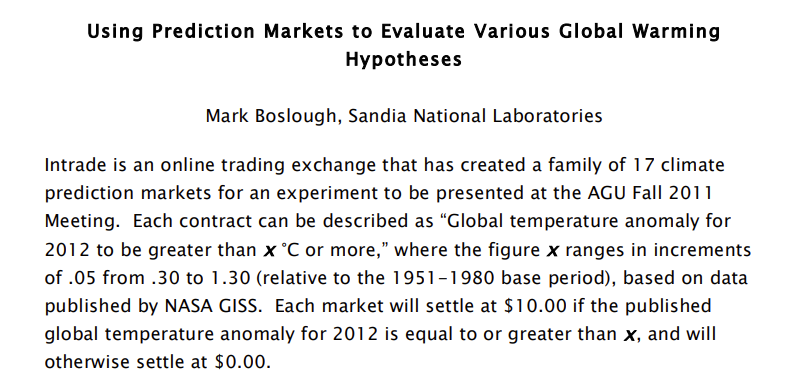 Using Prediction Markets to Evaluate Various Global Warming
Hypotheses
Mark Boslough, Sandia National Laboratories
Intrade is an online trading exchange that has created a family of 17 climate
prediction markets for an experiment to be presented at the AGU Fall 2011
Meeting.  Each contract can be described as “Global temperature anomaly for
2012 to be greater than x °C or more,” where the figure x ranges in increments
of .05 from .30 to 1.30 (relative to the 1951-1980 base period), based on data
published by NASA GISS.  Each market will settle at $10.00 if the published
global temperature anomaly for 2012 is equal to or greater than x, and will
otherwise settle at $0.00.